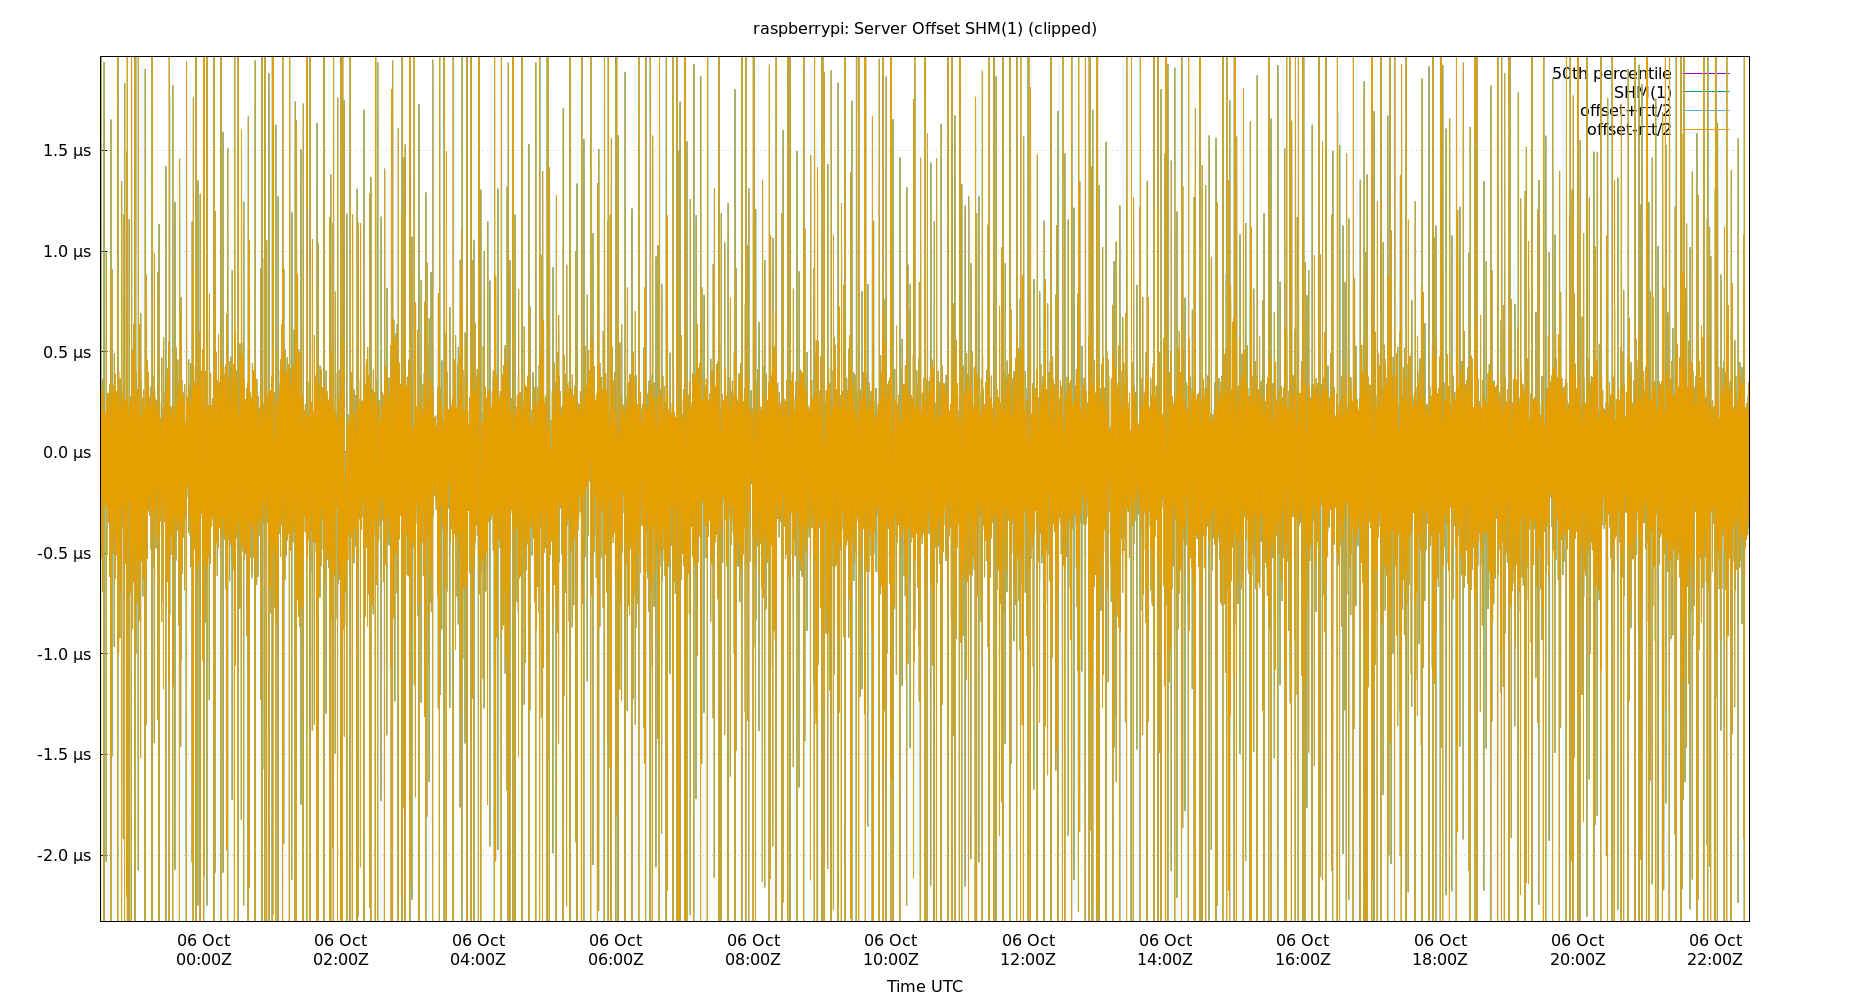 raspberrypi: Server Offset SHM(1) (clipped)
50th percentile
SHM(1)
offset+rtt/2
offset-rtt/2
1.5 µs
1.0 µs
0.5 µs
0.0 µs
-0.5 µs
-1.0 µs
-1.5 µs
-2.0 µs
06 Oct 06 Oct 06 Oct 06 Oct 06 Oct 06 Oct 06 Oct 06 Oct 06 Oct 06 Oct 06 Oct 06 Oct
00:00Z 02:00Z 04:00Z 06:00Z 08:00Z 10:00Z 12:00Z 14:00Z 16:00Z 18:00Z 20:00Z 22:00Z
Time UTC